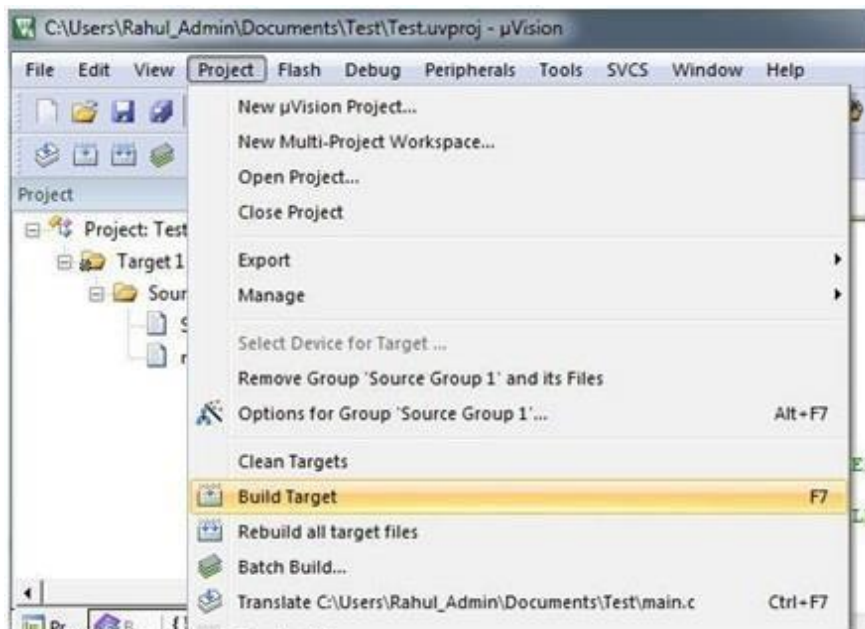 C:\Users\Rahul_Admin\Documents\Test\Test.uvproj - µVision
File Edit View Project Flash Debug Peripherals Tools SVCS Window Help
New µVision Project...
New Multi-Project Workspace...
Open Project...
Close Project
Project
Project: Test
Target 1
Export
Sour
Manage
S
Select Device for Target ...
r
Remove Group 'Source Group 1' and its Files
Options for Group 'Source Group 1'... Alt+F7
Clean Targets
Build Target F7
Rebuild all target files
Batch Build...
Translate C:\Users\Rahul_Admin\Documents\Test\main.c Ctrl+F7
Pr...